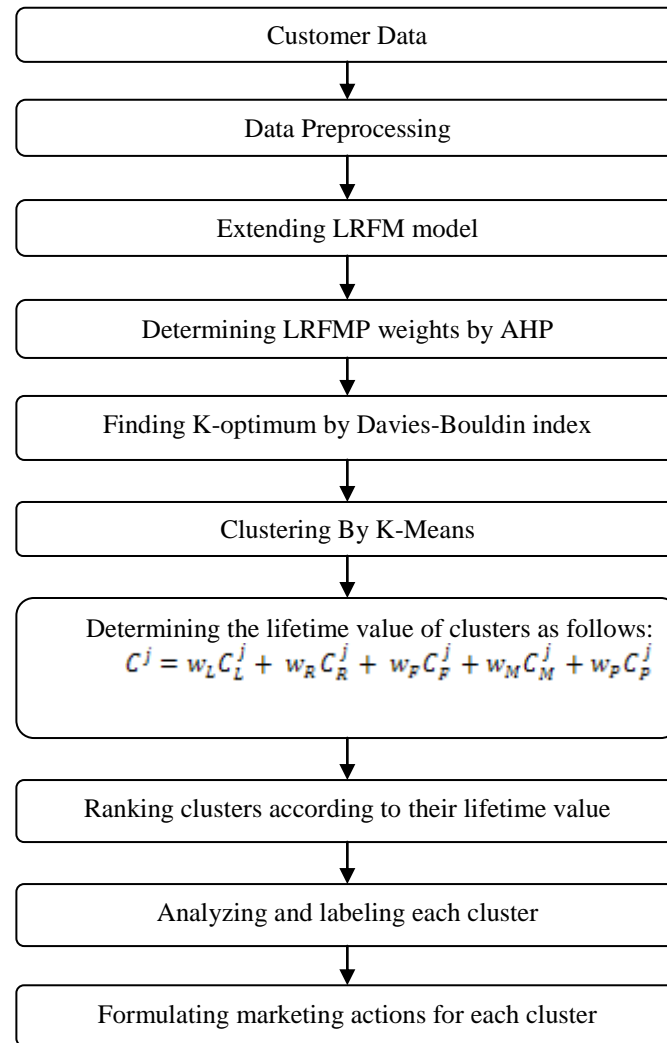 Customer Data
Data Preprocessing
Extending LRFM model
Determining LRFMP weights by AHP
Finding K-optimum by Davies-Bouldin index
Clustering By K-Means
Determining the lifetime value of clusters as follows:
C^j = w_L C_L^j + w_R C_R^j + w_F C_F^j + w_M C_M^j + w_P C_P^j
Ranking clusters according to their lifetime value
Analyzing and labeling each cluster
Formulating marketing actions for each cluster